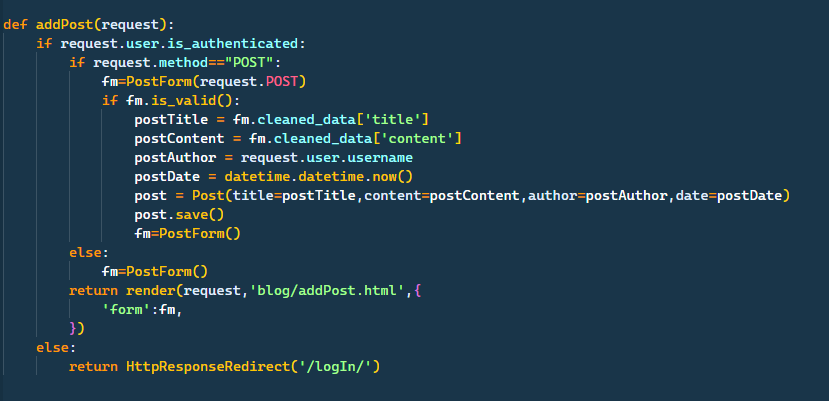 def addPost(request):
    if request.user.is_authenticated:
        if request.method=="POST":
            fm=PostForm(request.POST)
            if fm.is_valid():
                postTitle = fm.cleaned_data['title']
                postContent = fm.cleaned_data['content']
                postAuthor = request.user.username
                postDate = datetime.datetime.now()
                post = Post(title=postTitle,content=postContent,author=postAuthor,date=postDate)
                post.save()
                fm=PostForm()
        else:
            fm=PostForm()
        return render(request,'blog/addPost.html',{
            'form':fm,
        })
    else:
        return HttpResponseRedirect('/logIn/')